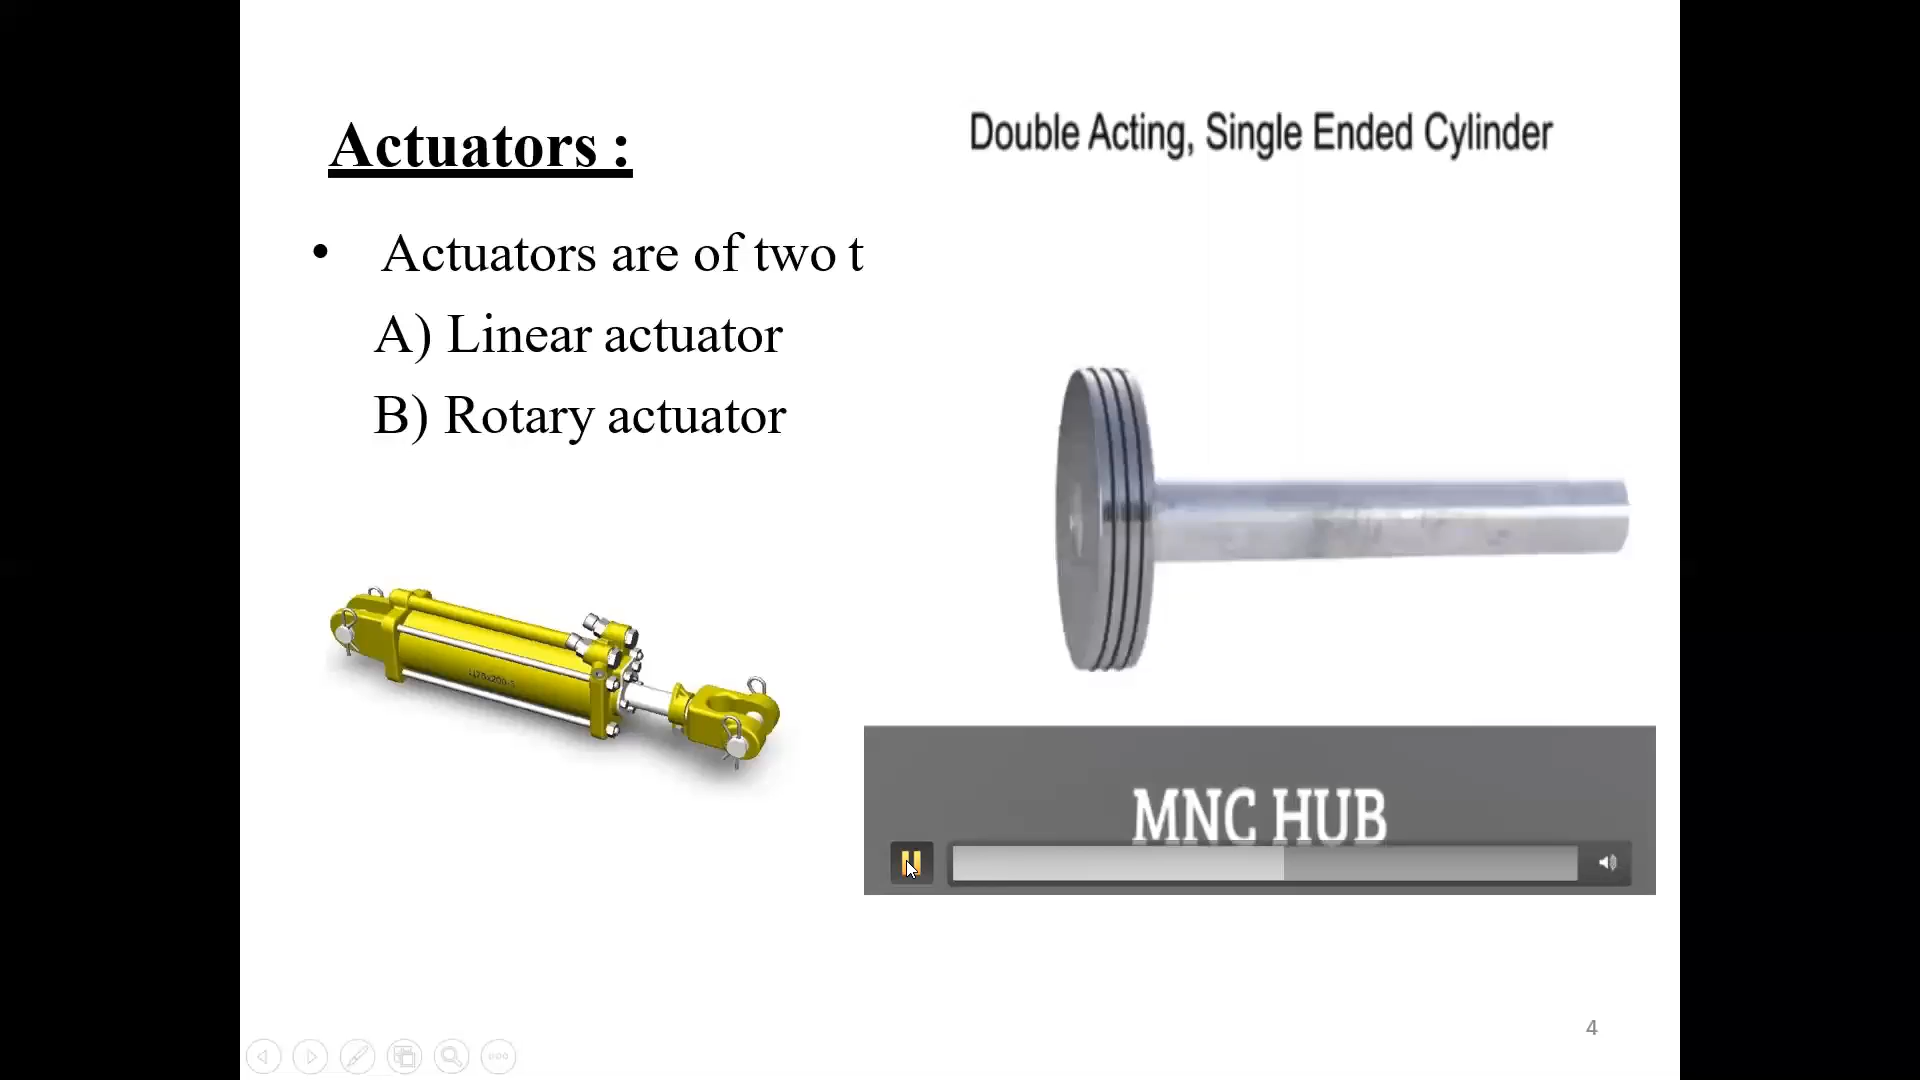 Actuators :
• Actuators are of two t
A) Linear actuator
B) Rotary actuator
Double Acting, Single Ended Cylinder
MNC HUB
4